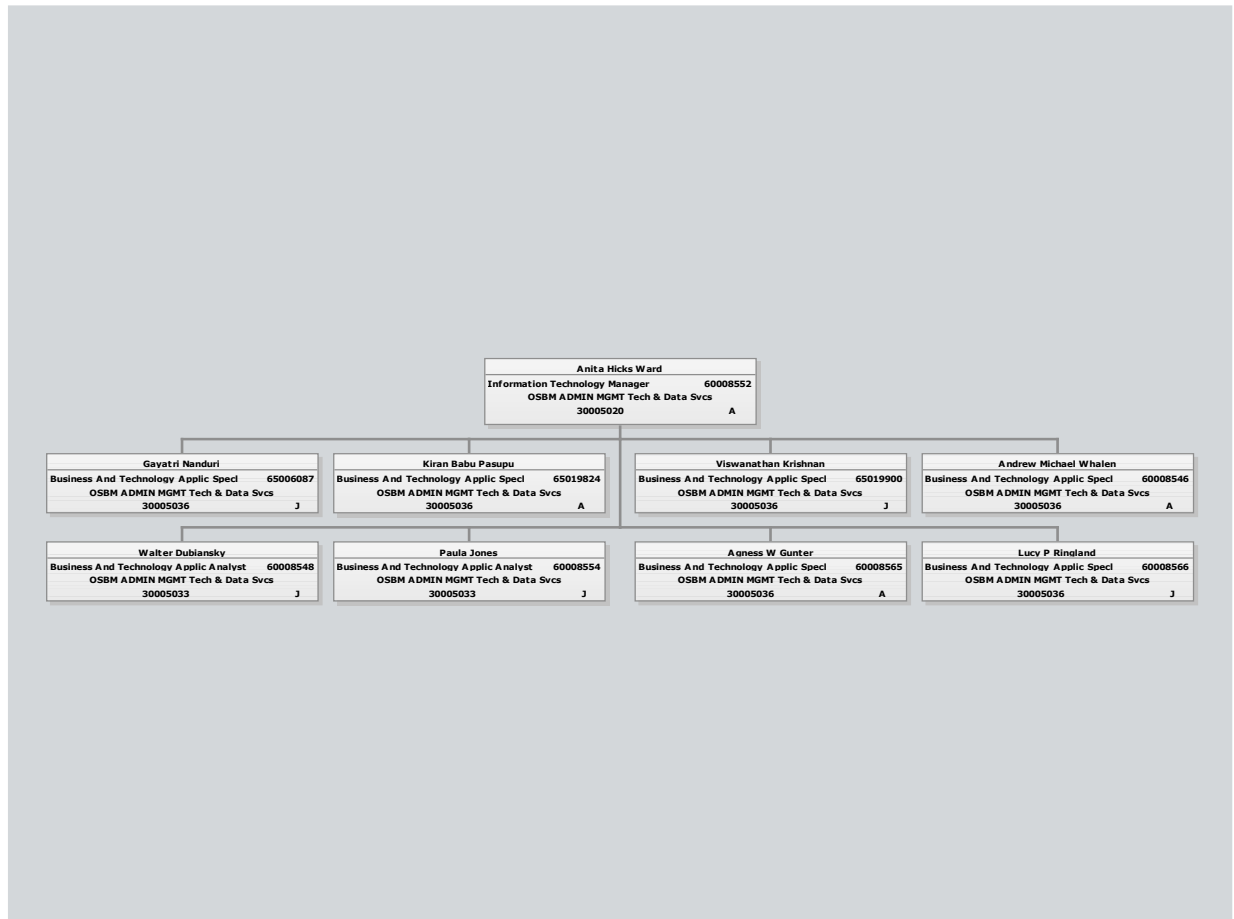 Anita Hicks Ward
Information Technology Manager 60008552
OSBM ADMIN MGMT Tech & Data Svcs
30005020 A
Gayatri Nanduri
Business And Technology Applic Specl 65006087
OSBM ADMIN MGMT Tech & Data Svcs
30005036 J
Kiran Babu Pasupu
Business And Technology Applic Specl 65019824
OSBM ADMIN MGMT Tech & Data Svcs
30005036 A
Viswanathan Krishnan
Business And Technology Applic Specl 65019900
OSBM ADMIN MGMT Tech & Data Svcs
30005036 J
Andrew Michael Whalen
Business And Technology Applic Specl 60008546
OSBM ADMIN MGMT Tech & Data Svcs
30005036 A
Walter Dubiansky
Business And Technology Applic Analyst 60008548
OSBM ADMIN MGMT Tech & Data Svcs
30005033 J
Paula Jones
Business And Technology Applic Analyst 60008554
OSBM ADMIN MGMT Tech & Data Svcs
30005033 J
Agness W Gunter
Business And Technology Applic Specl 60008565
OSBM ADMIN MGMT Tech & Data Svcs
30005036 A
Lucy P Ringland
Business And Technology Applic Specl 60008566
OSBM ADMIN MGMT Tech & Data Svcs
30005036 J